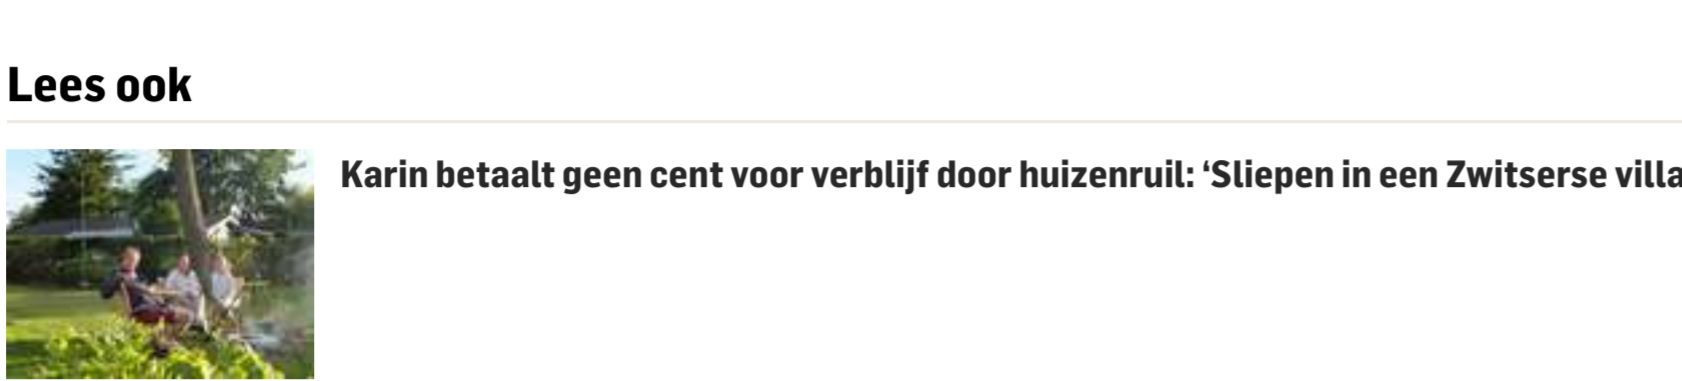 Lees ook
Karin betaalt geen cent voor verblijf door huizenruil: ‘Sliepen in een Zwitserse villa